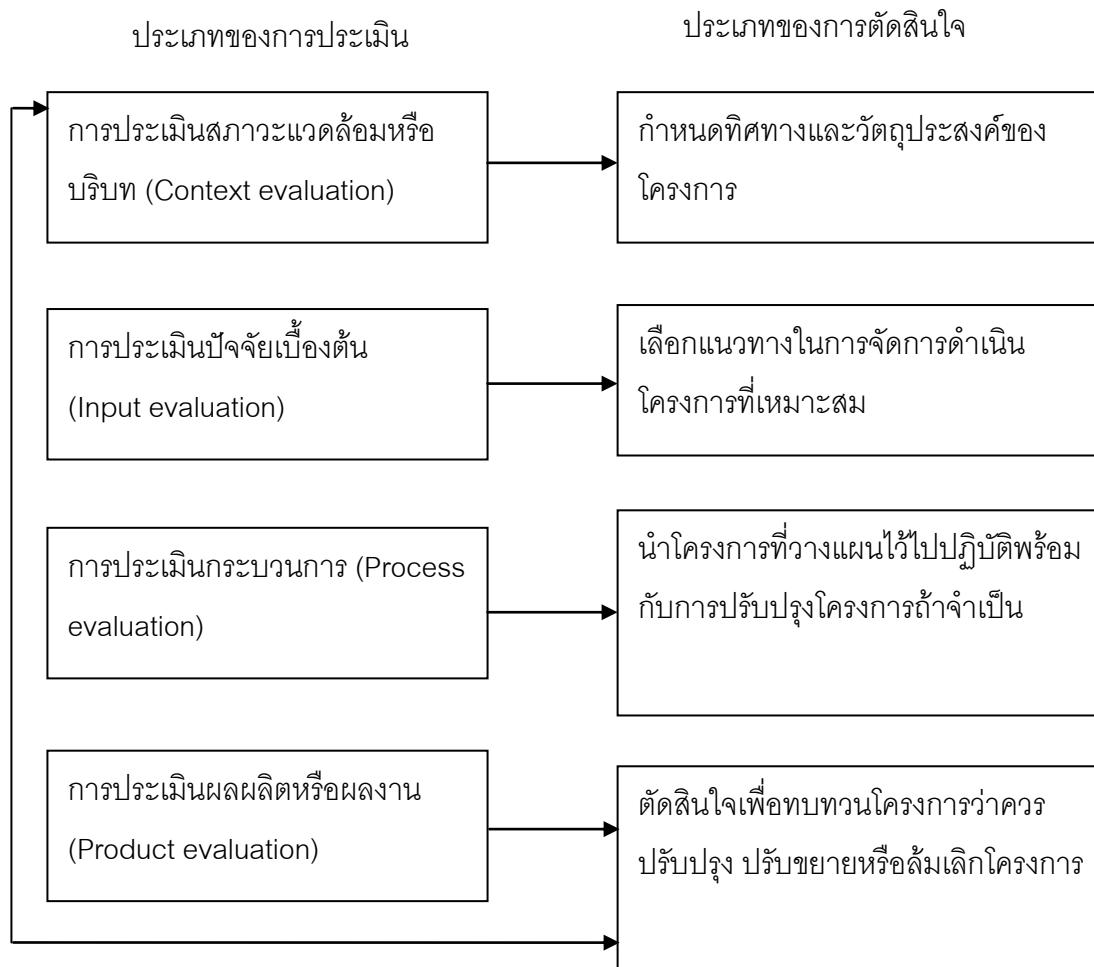 ประเภทของการประเมิน
ประเภทของการตัดสินใจ
การประเมินสภาวะแวดล้อมหรือ
บริบท (Context evaluation)
กำหนดทิศทางและวัตถุประสงค์ของ
โครงการ
การประเมินปัจจัยเบื้องต้น
(Input evaluation)
เลือกแนวทางในการจัดการดำเนิน
โครงการที่เหมาะสม
การประเมินกระบวนการ (Process
evaluation)
นำโครงการที่วางแผนไว้ไปปฏิบัติพร้อม
กับการปรับปรุงโครงการถ้าจำเป็น
การประเมินผลผลิตหรือผลงาน
(Product evaluation)
ตัดสินใจเพื่อทบทวนโครงการว่าควร
ปรับปรุง ปรับขยายหรือล้มเลิกโครงการ